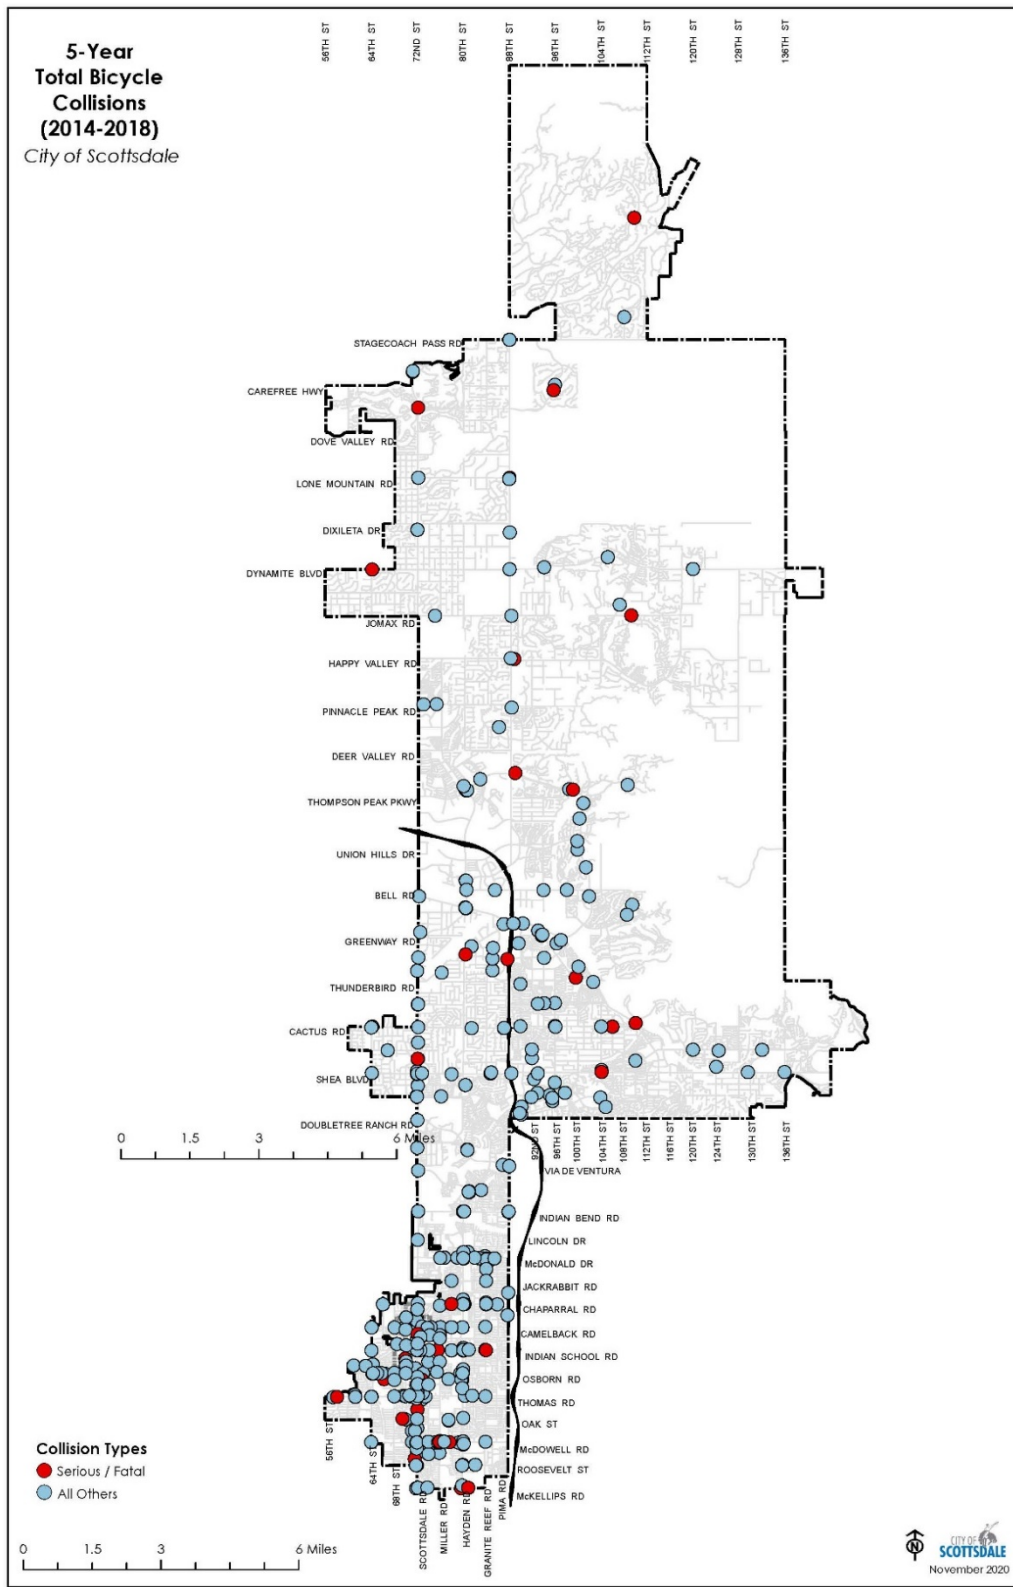 5-Year
Total Bicycle
Collisions
(2014-2018)
City of Scottsdale
56TH ST
64TH ST
72ND ST
80TH ST
88TH ST
96TH ST
104TH ST
112TH ST
120TH ST
128TH ST
136TH ST
STAGECOACH PASS RD
CAREFREE HWY
DOVE VALLEY RD
LONE MOUNTAIN RD
DIXILETA DR
DYNAMITE BLVD
JOMAX RD
HAPPY VALLEY RD
PINNACLE PEAK RD
DEER VALLEY RD
THOMPSON PEAK PKWY
UNION HILLS DR
BELL RD
GREENWAY RD
THUNDERBIRD RD
CACTUS RD
SHEA BLVD
DOUBLETREE RANCH RD
0 1.5 3 6 Miles
92ND ST
96TH ST
100TH ST
104TH ST
108TH ST
112TH ST
116TH ST
120TH ST
124TH ST
130TH ST
136TH ST
VIA DE VENTURA
INDIAN BEND RD
LINCOLN DR
McDONALD DR
JACKRABBIT RD
CHAPARRAL RD
CAMELBACK RD
INDIAN SCHOOL RD
OSBORN RD
THOMAS RD
OAK ST
McDOWELL RD
ROOSEVELT ST
McKELLIPS RD
56TH ST
64TH ST
68TH ST
SCOTTSDALE RD
MILLER RD
HAYDEN RD
GRANITE REEF RD
PIMA RD
Collision Types
Serious / Fatal
All Others
0 1.5 3 6 Miles
N
CITY OF
SCOTTSDALE
November 2020